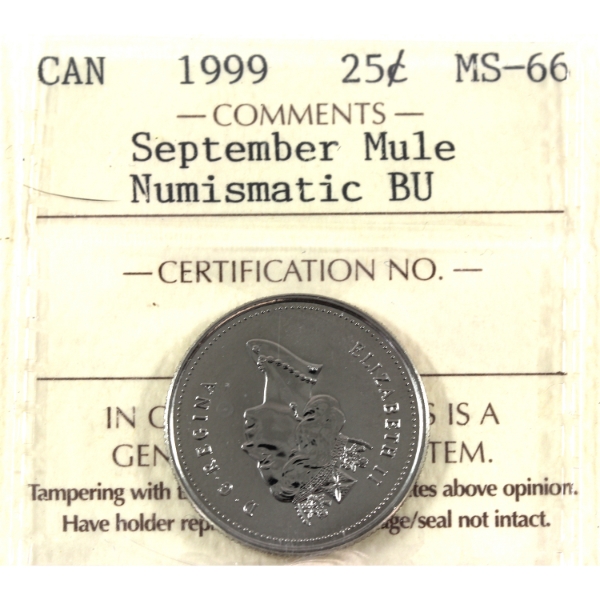 CAN 1999 25¢ MS-66
— COMMENTS —
September Mule
Numismatic BU
— CERTIFICATION NO. —
IN S IS A
GEN TEM.
Tampering with t tes above opinion.
Have holder rep ge/seal not intact.
ELIZABETH II
D·G·REGINA